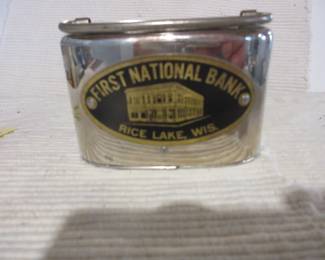 FIRST NATIONAL BANK
RICE LAKE, WIS.